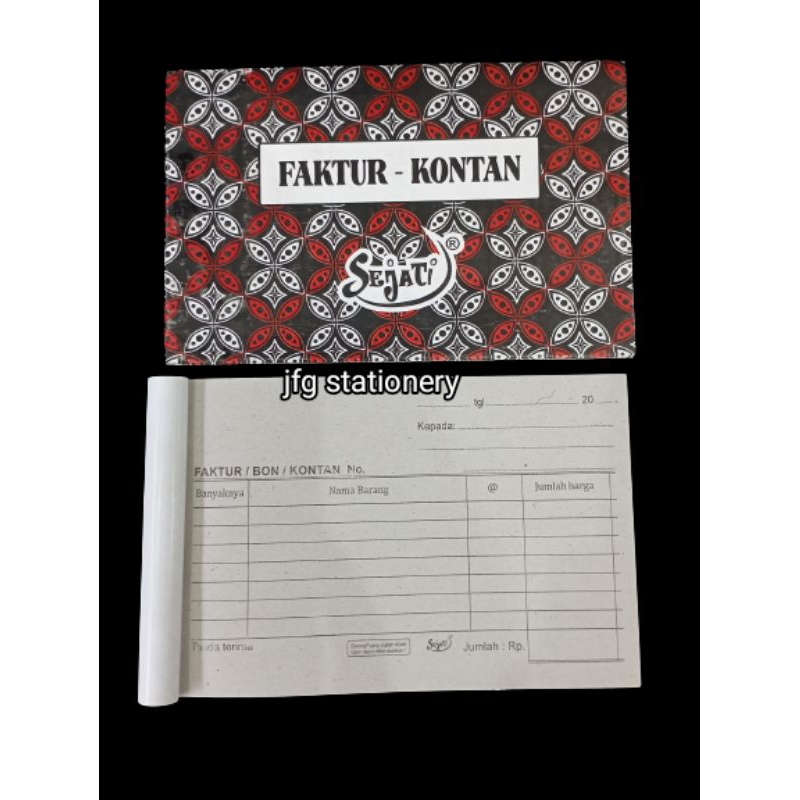 FAKTUR - KONTAN
SEJATI ®
jfg stationery
tgl 20
Kepada:
FAKTUR / BON / KONTAN No.
Banyaknya Nama Barang @ Jumlah harga
Tanda terima Sejati Jumlah : Rp.